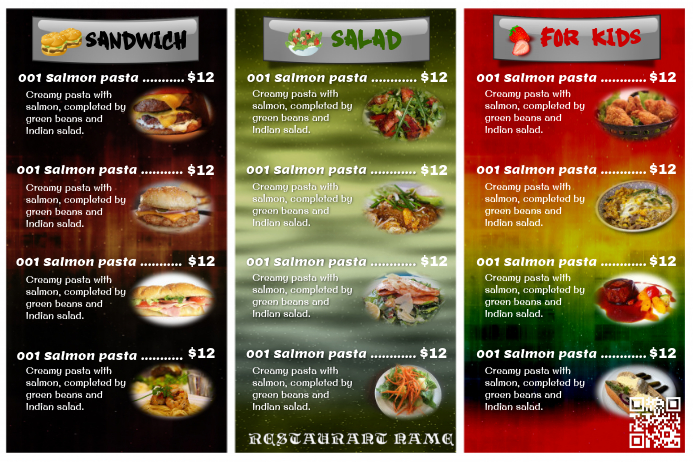 SANDWICH
001 Salmon pasta ........... $12
Creamy pasta with
salmon, completed by
green beans and
Indian salad.
001 Salmon pasta ........... $12
Creamy pasta with
salmon, completed by
green beans and
Indian salad.
001 Salmon pasta ........... $12
Creamy pasta with
salmon, completed by
green beans and
Indian salad.
001 Salmon pasta ........... $12
Creamy pasta with
salmon, completed by
green beans and
Indian salad.
SALAD
001 Salmon pasta ............ $12
Creamy pasta with
salmon, completed by
green beans and
Indian salad.
001 Salmon pasta ............ $12
Creamy pasta with
salmon, completed by
green beans and
Indian salad.
001 Salmon pasta ............ $12
Creamy pasta with
salmon, completed by
green beans and
Indian salad.
001 Salmon pasta ............ $12
Creamy pasta with
salmon, completed by
green beans and
Indian salad.
RESTAURANT NAME
FOR KIDS
001 Salmon pasta ............ $12
Creamy pasta with
salmon, completed by
green beans and
Indian salad.
001 Salmon pasta ............ $12
Creamy pasta with
salmon, completed by
green beans and
Indian salad.
001 Salmon pasta ............ $12
Creamy pasta with
salmon, completed by
green beans and
Indian salad.
001 Salmon pasta ............ $12
Creamy pasta with
salmon, completed by
green beans and
Indian salad.